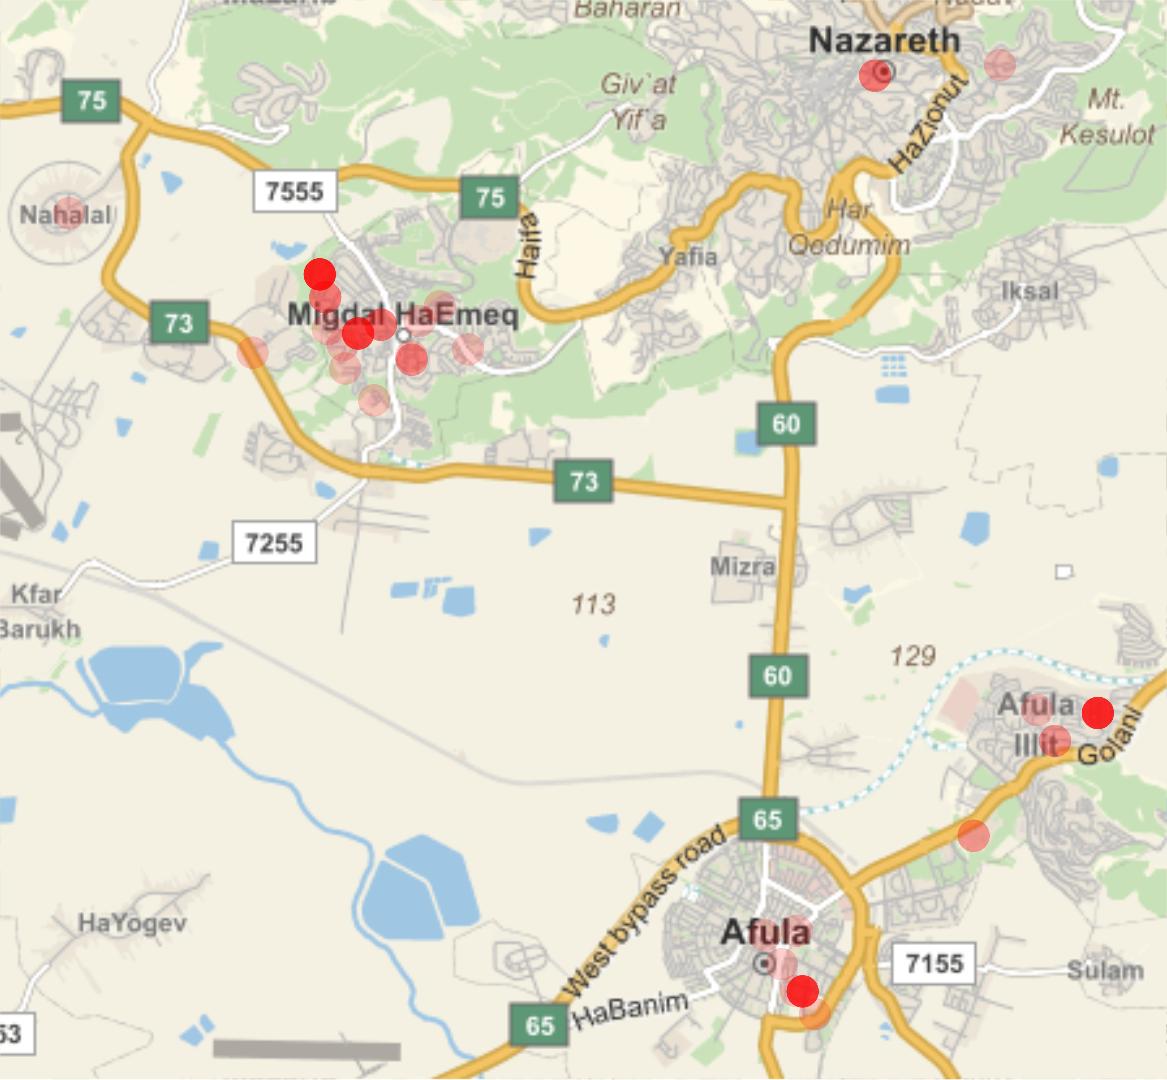 Baharan
Nazareth
75
Giv`at
Yif`a
Mt.
Kesulot
HaZionut
7555
75
Nahalal
Haifa
Har
Qedumim
Yafia
Iksal
73
Migdal HaEmeq
60
73
7255
Mizra
Kfar
Barukh
113
129
60
Afula
Illit
Golani
65
West bypass road
HaYogev
Afula
7155
Sulam
65
HaBanim
53